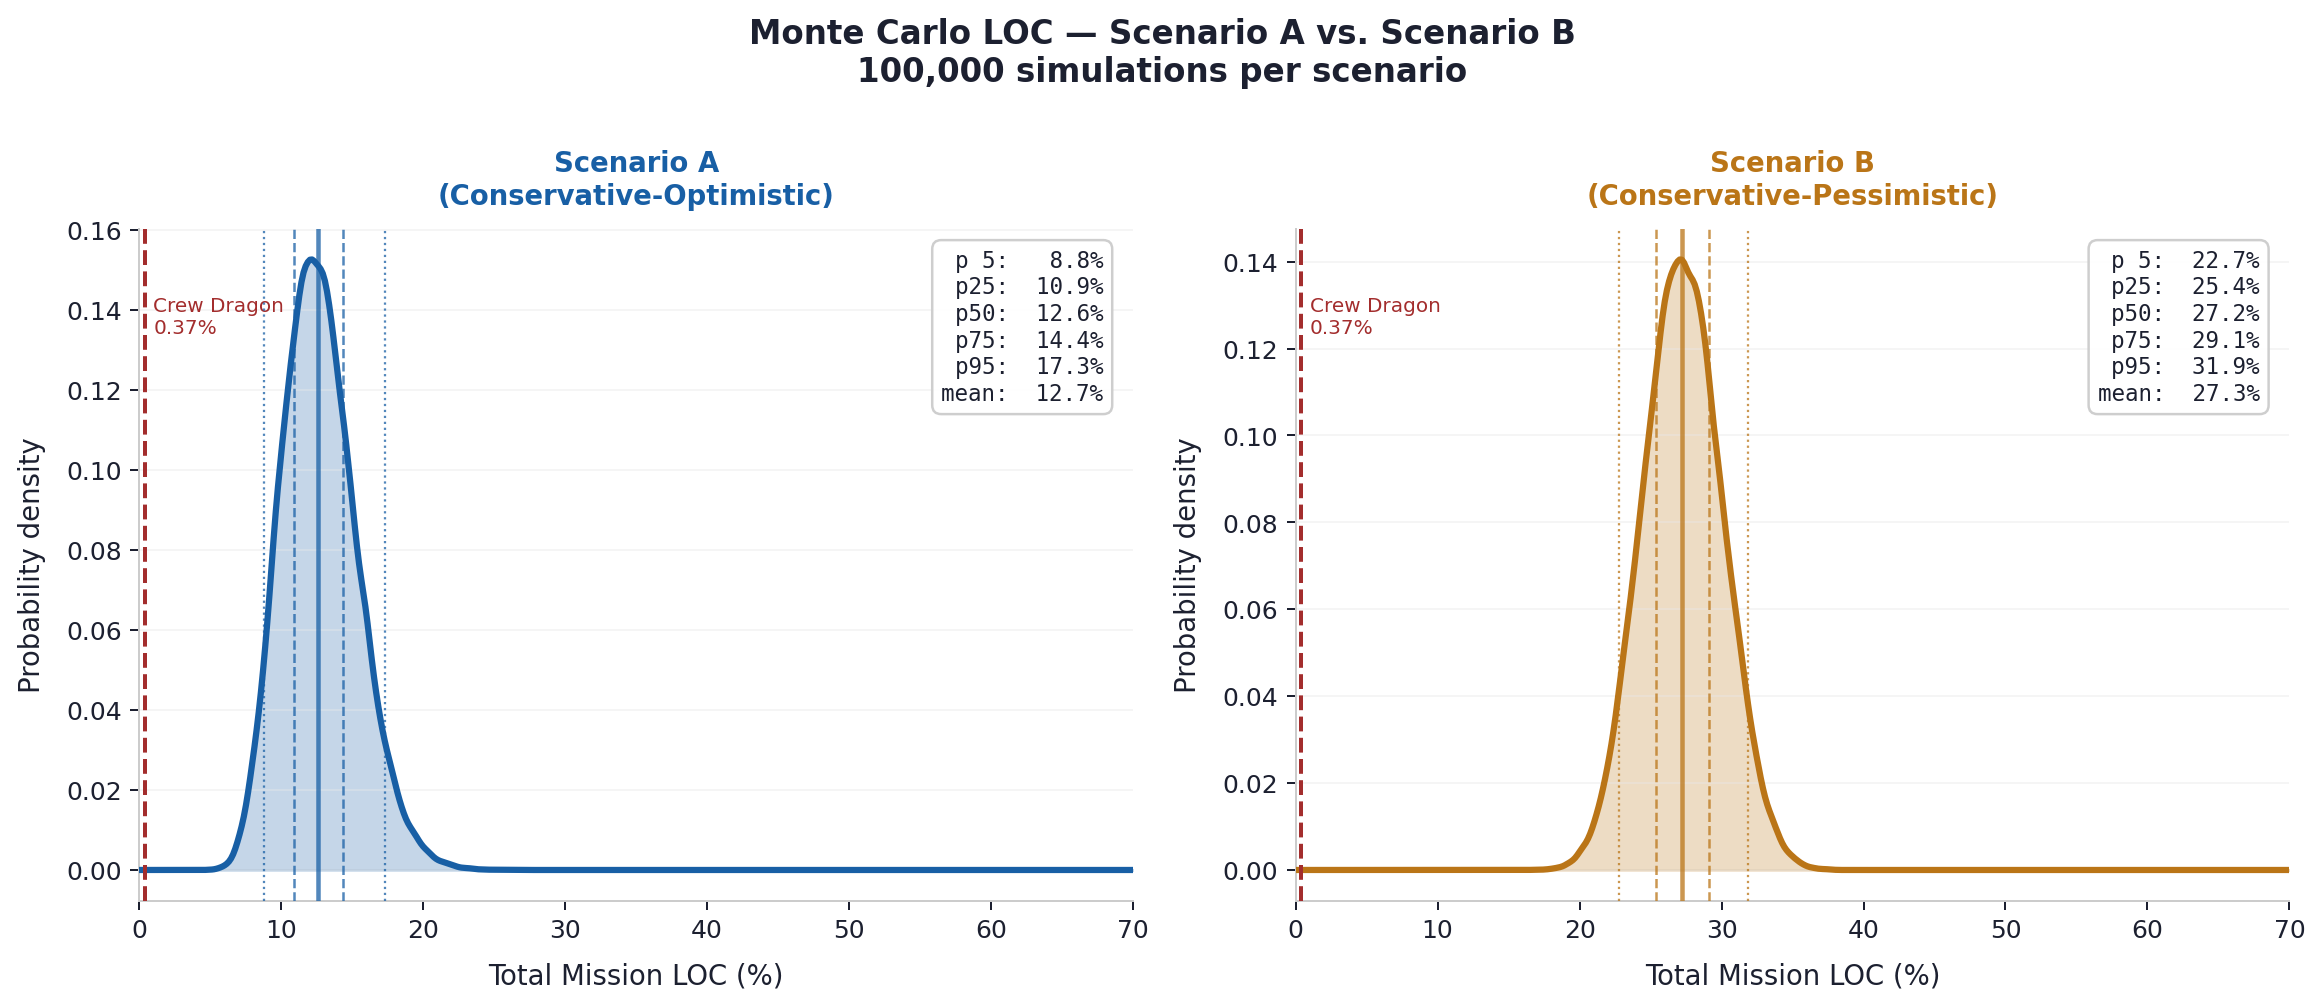 Monte Carlo LOC — Scenario A vs. Scenario B
100,000 simulations per scenario
Scenario A
(Conservative-Optimistic)
Probability density
0.16
0.14
0.12
0.10
0.08
0.06
0.04
0.02
0.00
Crew Dragon
0.37%
p 5: 8.8%
p25: 10.9%
p50: 12.6%
p75: 14.4%
p95: 17.3%
mean: 12.7%
0 10 20 30 40 50 60 70
Total Mission LOC (%)
Scenario B
(Conservative-Pessimistic)
Probability density
0.14
0.12
0.10
0.08
0.06
0.04
0.02
0.00
Crew Dragon
0.37%
p 5: 22.7%
p25: 25.4%
p50: 27.2%
p75: 29.1%
p95: 31.9%
mean: 27.3%
0 10 20 30 40 50 60 70
Total Mission LOC (%)